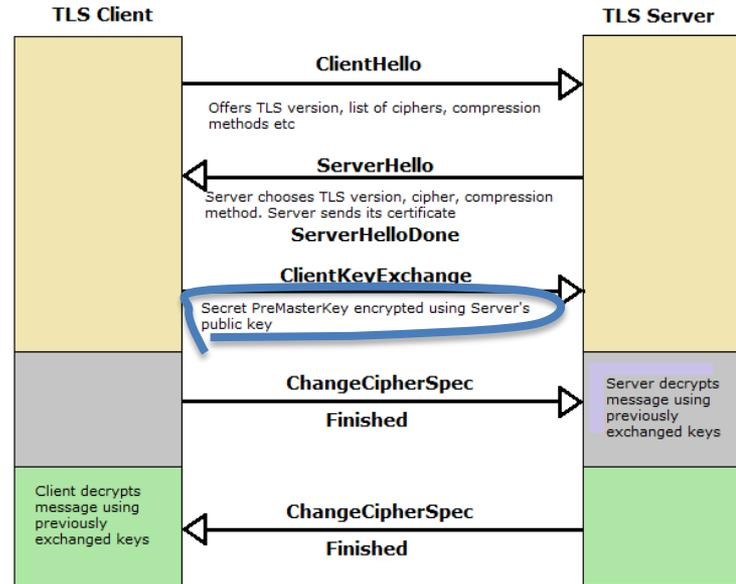 TLS Client
TLS Server
ClientHello
Offers TLS version, list of ciphers, compression
methods etc
ServerHello
Server chooses TLS version, cipher, compression
method. Server sends its certificate
ServerHelloDone
ClientKeyExchange
Secret PreMasterKey encrypted using Server's
public key
ChangeCipherSpec
Finished
Server decrypts
message using
previously
exchanged keys
Client decrypts
message using
previously
exchanged keys
ChangeCipherSpec
Finished